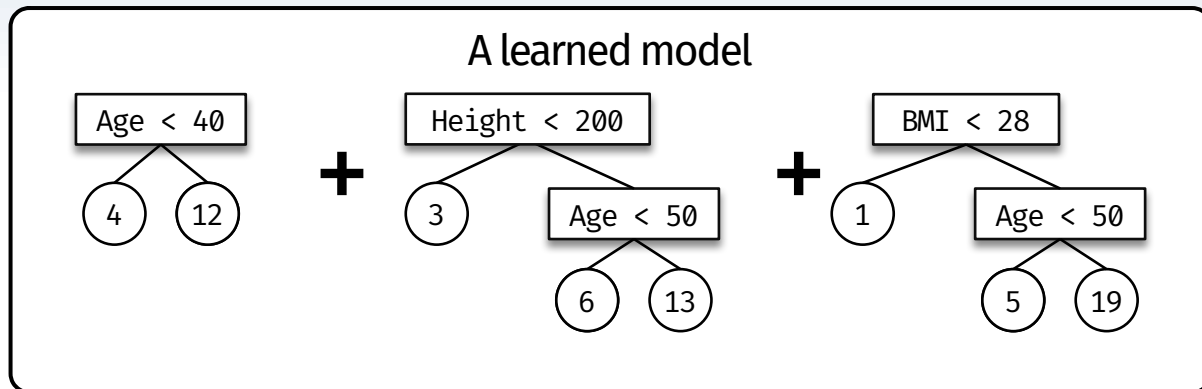 A learned model
Age < 40
4 12
+
Height < 200
3
Age < 50
6 13
+
BMI < 28
1
Age < 50
5 19